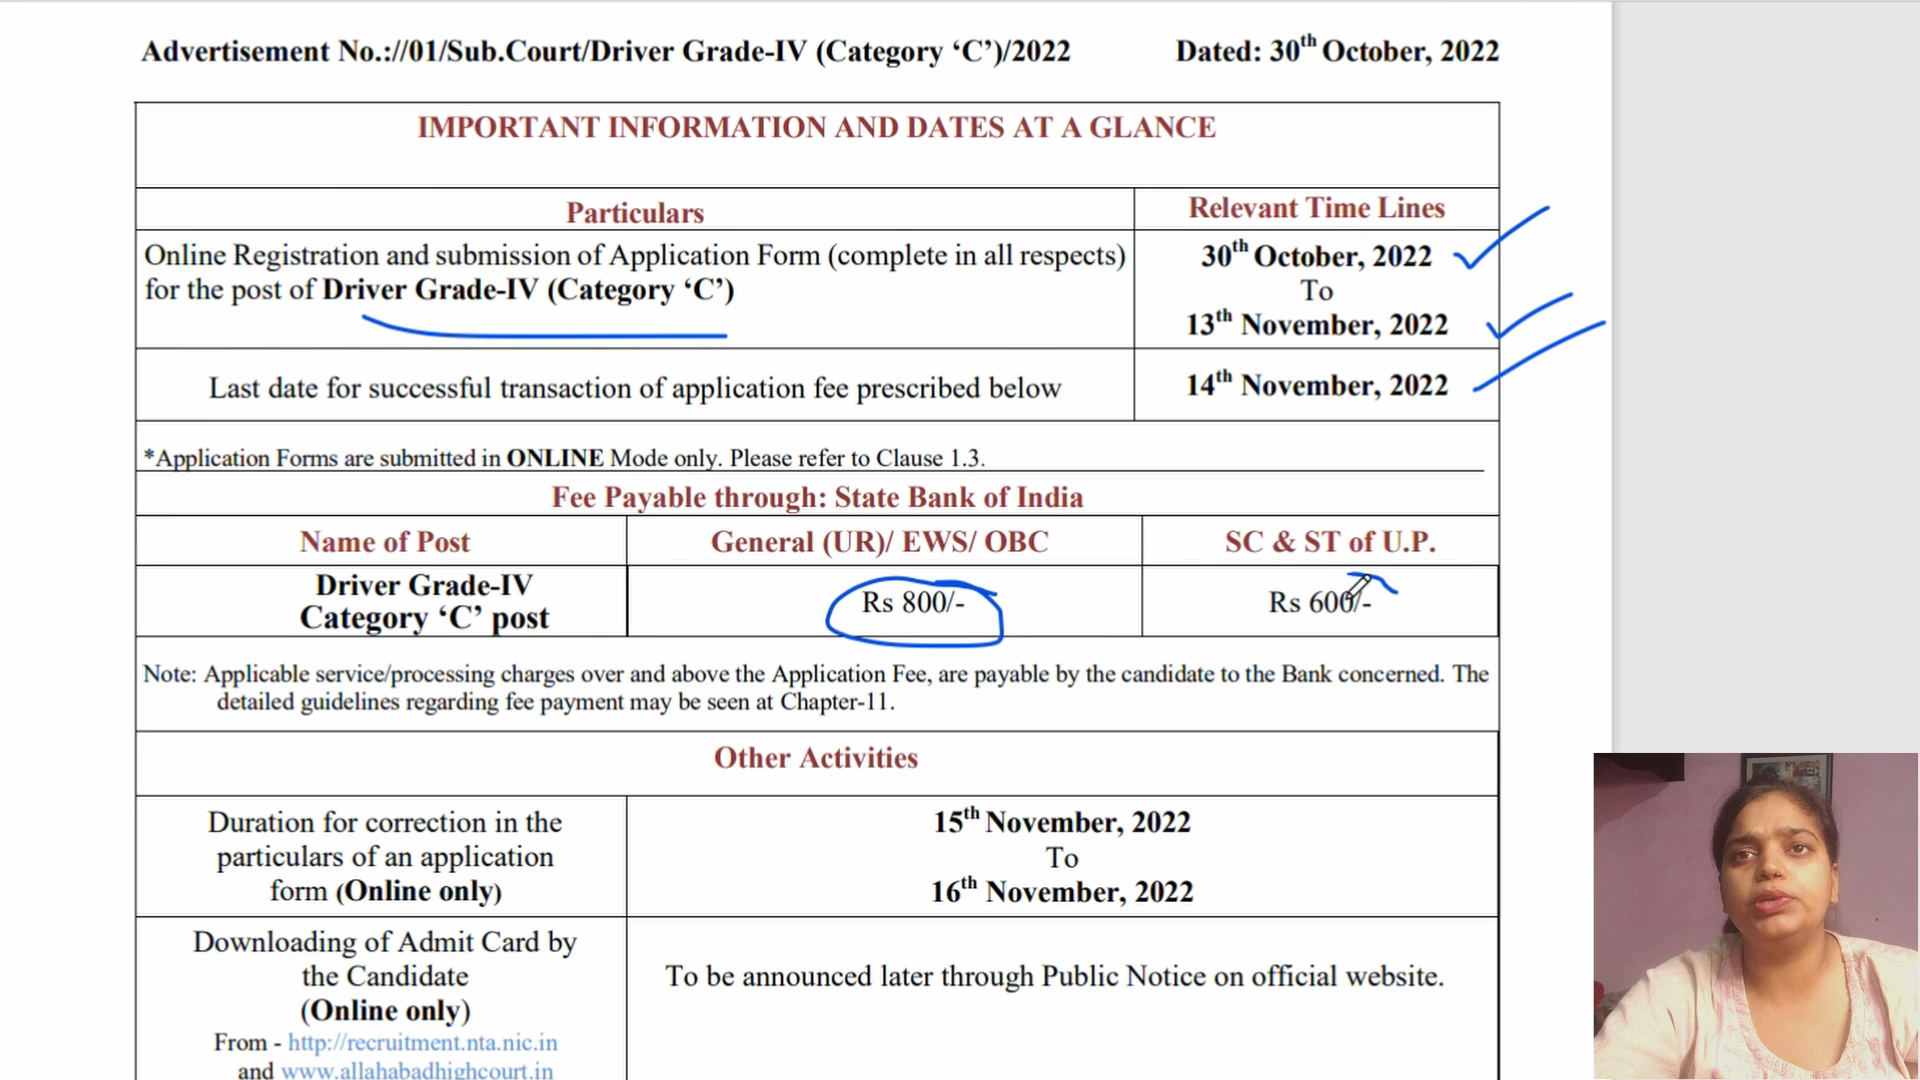 Advertisement No.://01/Sub.Court/Driver Grade-IV (Category ‘C’)/2022 Dated: 30th October, 2022
IMPORTANT INFORMATION AND DATES AT A GLANCE
Particulars Relevant Time Lines
Online Registration and submission of Application Form (complete in all respects)
for the post of Driver Grade-IV (Category ‘C’)
30th October, 2022
To
13th November, 2022
Last date for successful transaction of application fee prescribed below 14th November, 2022
*Application Forms are submitted in ONLINE Mode only. Please refer to Clause 1.3.
Fee Payable through: State Bank of India
Name of Post General (UR)/ EWS/ OBC SC & ST of U.P.
Driver Grade-IV
Category ‘C’ post
Rs 800/- Rs 600/-
Note: Applicable service/processing charges over and above the Application Fee, are payable by the candidate to the Bank concerned. The
detailed guidelines regarding fee payment may be seen at Chapter-11.
Other Activities
Duration for correction in the
particulars of an application
form (Online only)
15th November, 2022
To
16th November, 2022
Downloading of Admit Card by
the Candidate
(Online only)
From - http://recruitment.nta.nic.in
and www.allahabadhighcourt.in
To be announced later through Public Notice on official website.